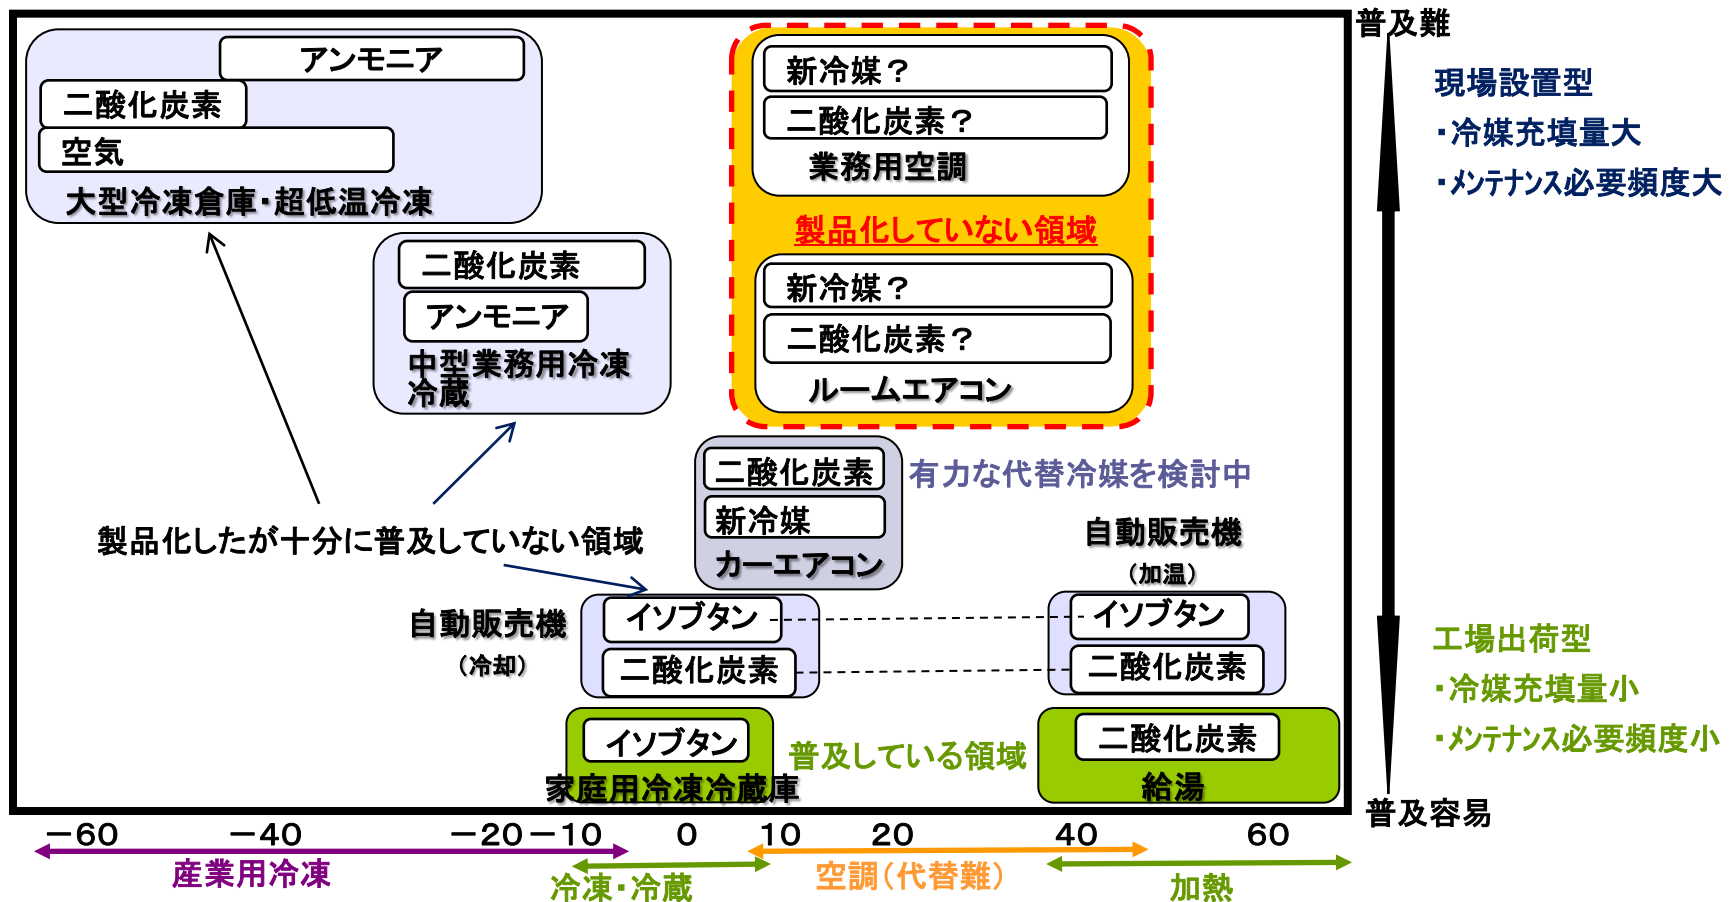 アンモニア
二酸化炭素
空気
大型冷凍倉庫・超低温冷凍
二酸化炭素
アンモニア
中型業務用冷凍
冷蔵
新冷媒？
二酸化炭素？
業務用空調
製品化していない領域
新冷媒？
二酸化炭素？
ルームエアコン
二酸化炭素
新冷媒
カーエアコン
有力な代替冷媒を検討中
製品化したが十分に普及していない領域
自動販売機
（冷却）
イソブタン
二酸化炭素
自動販売機
（加温）
イソブタン
二酸化炭素
イソブタン
家庭用冷凍冷蔵庫
普及している領域
二酸化炭素
給湯
普及難
現場設置型
・冷媒充填量大
・メンテナンス必要頻度大
工場出荷型
・冷媒充填量小
・メンテナンス必要頻度小
普及容易
－60 －40 －20 －10 0 10 20 40 60
産業用冷凍
冷凍・冷蔵
空調（代替難）
加熱